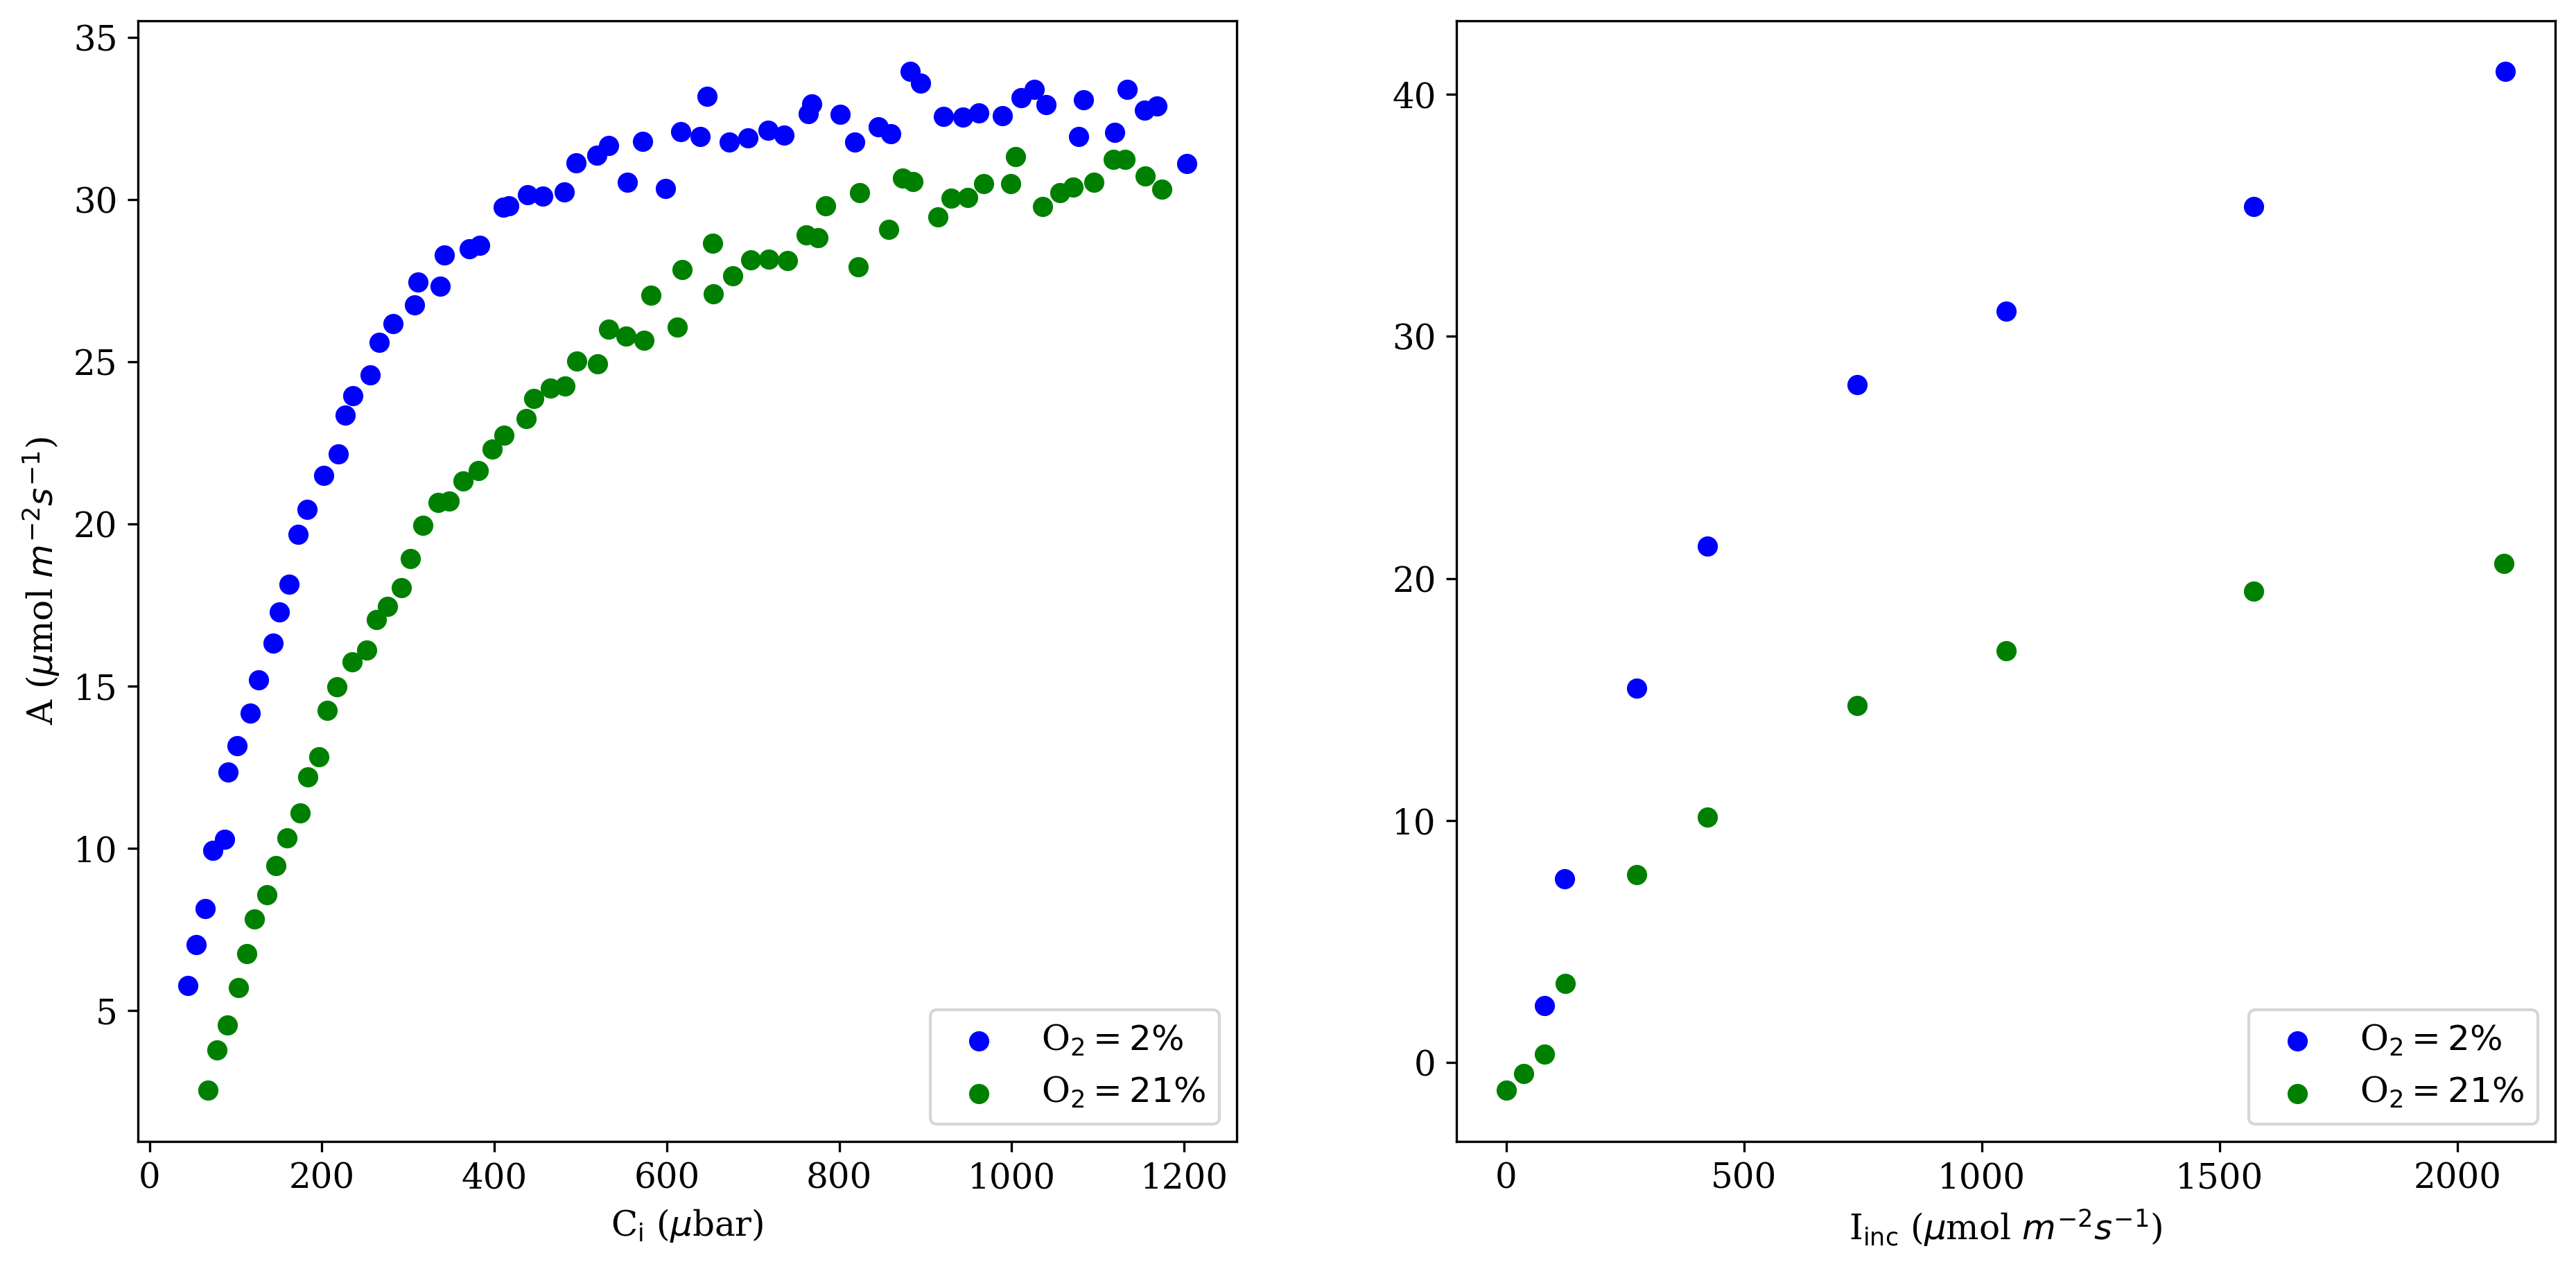 35
30
25
20
15
10
5
A (μmol m⁻²s⁻¹)
0 200 400 600 800 1000 1200
Cᵢ (μbar)
O₂ = 2%
O₂ = 21%
40
30
20
10
0
0 500 1000 1500 2000
I_inc (μmol m⁻²s⁻¹)
O₂ = 2%
O₂ = 21%